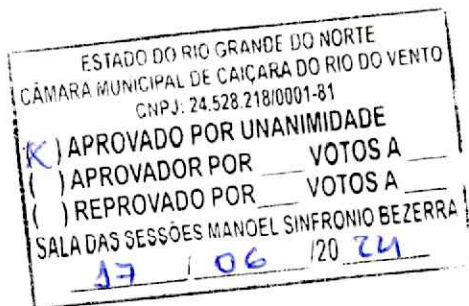 ESTADO DO RIO GRANDE DO NORTE
CÂMARA MUNICIPAL DE CAIÇARA DO RIO DO VENTO
CNPJ: 24.528.218/0001-81
(X) APROVADO POR UNANIMIDADE
( ) APROVADOR POR ___ VOTOS A ___
( ) REPROVADO POR ___ VOTOS A ___
SALA DAS SESSÕES MANOEL SINFRONIO BEZERRA
17 / 06 /20 24